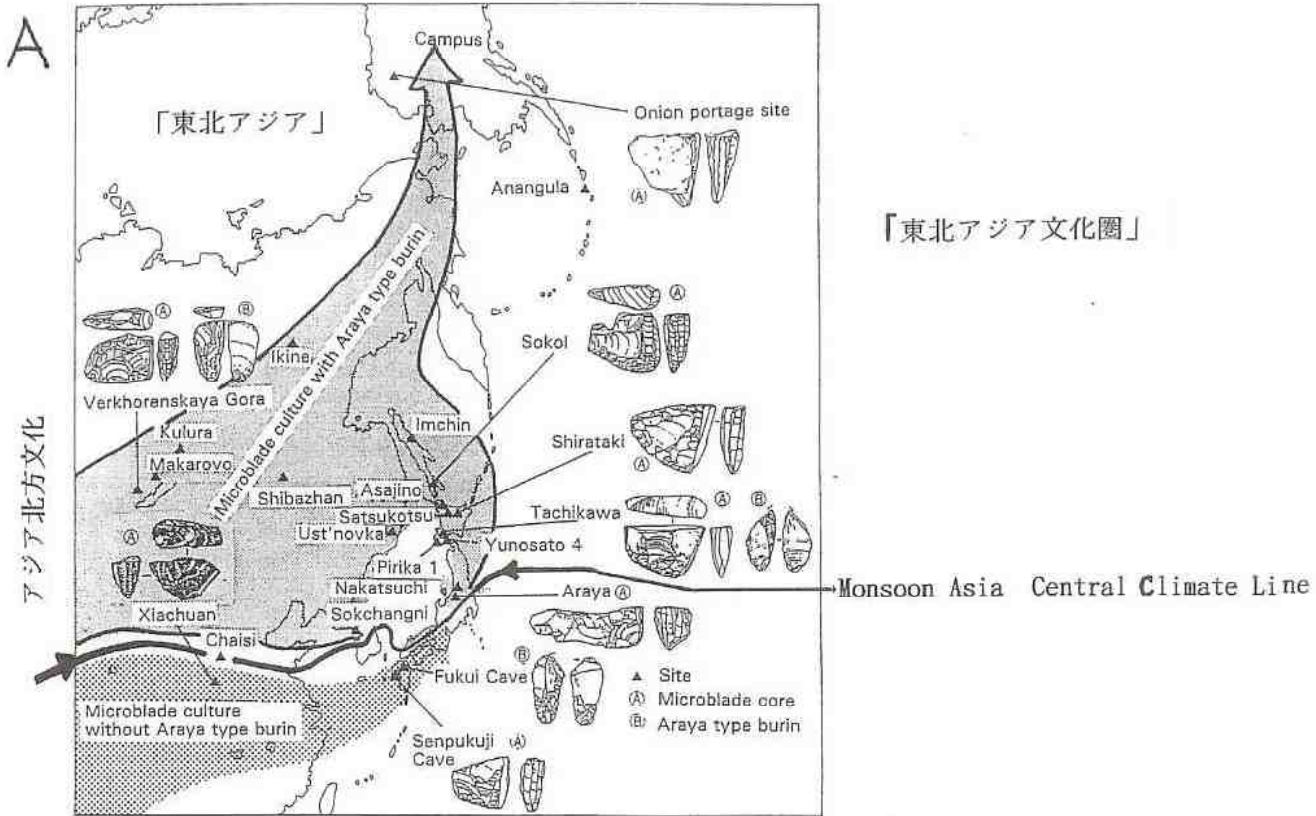 A
Campus
「東北アジア」
Onion portage site
(A)
Anangula
『東北アジア文化圏』
Microblade culture with Araya type burin
(A) (B)
(A)
Sokol
Ikine
Verkhorenskaya Gora
Imchin
Kulura
Shirataki
Makarovo
(A)
アジア北方文化
Shibazhan
Asajino
(A) (B)
Satsukotsu
Tachikawa
Ust'novka
Yunosato 4
(A)
Pirika 1
Nakatsuchi
Monsoon Asia Central Climate Line
Araya (A)
Xiachuan
Sokchangni
Chaisi
(B)
Fukui Cave
▲ Site
(A) Microblade core
(B) Araya type burin
Microblade culture
without Araya type burin
Senpukuji (A)
Cave